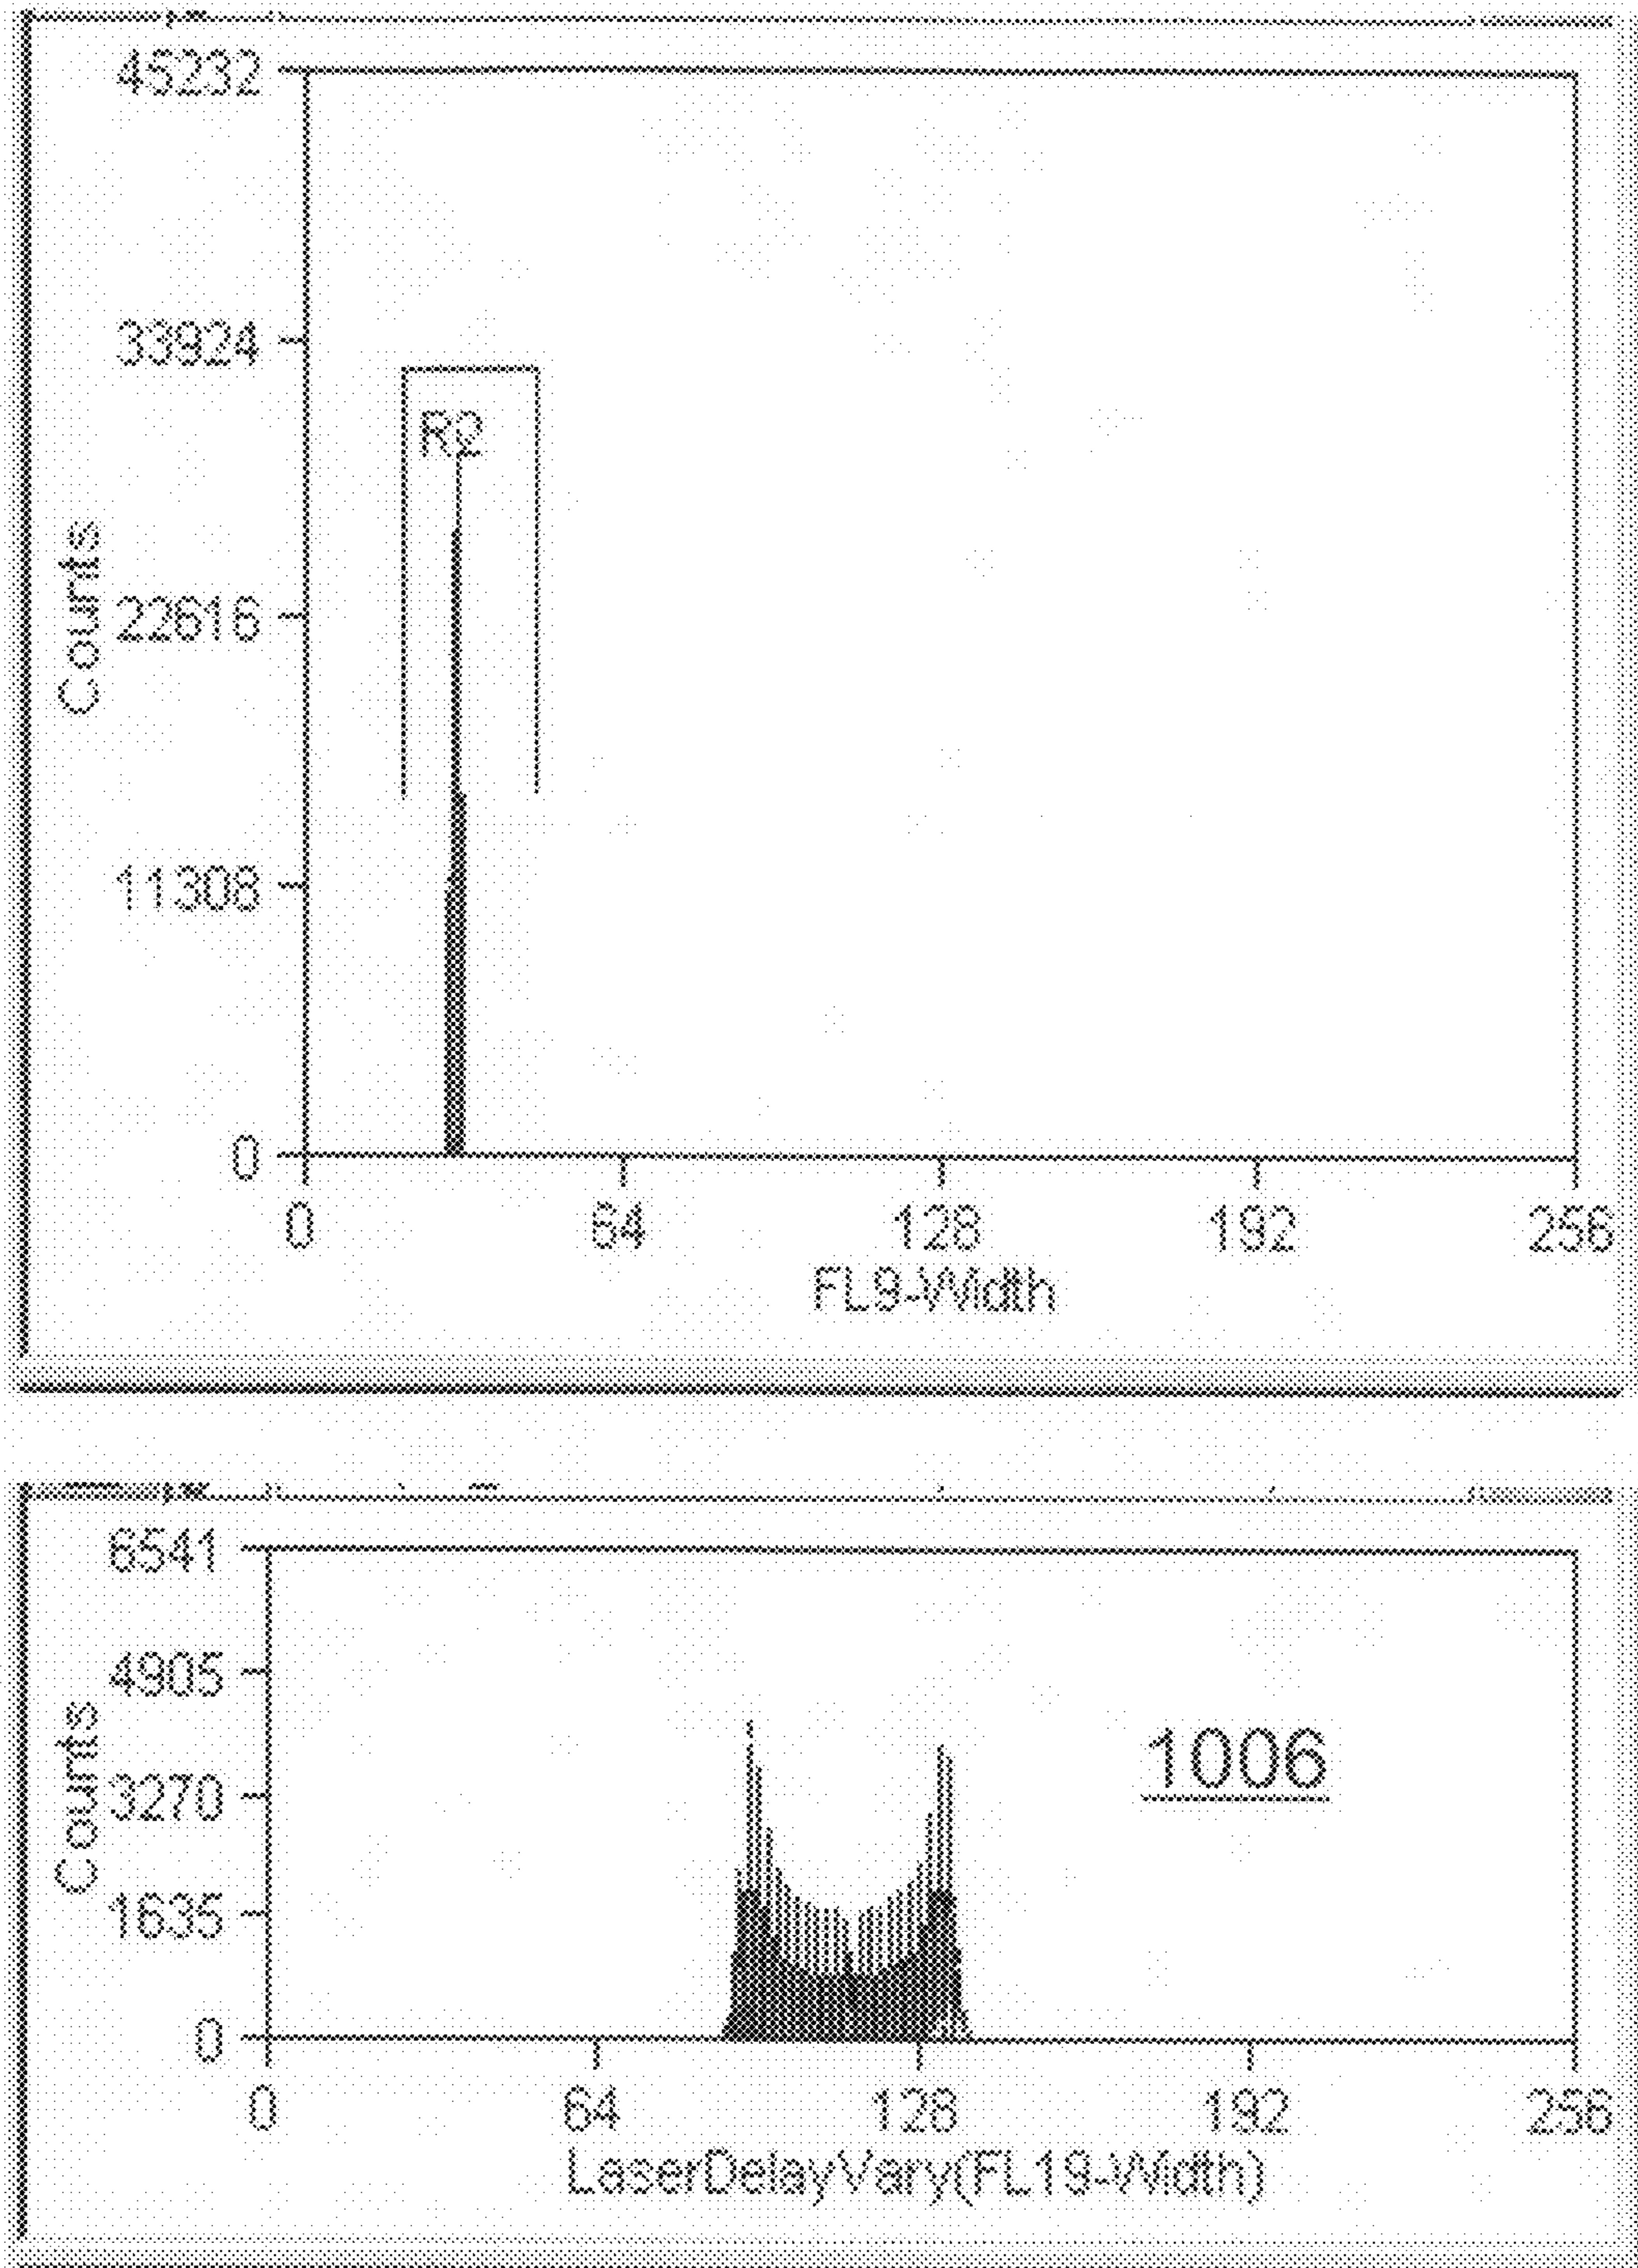 45232
33924
R2
Counts
22616
11308
0
0 64 128 192 256
FL9-Width
6541
4905
1006
Counts
3270
1635
0
0 64 128 192 256
LaserDelayVary(FL19-Width)